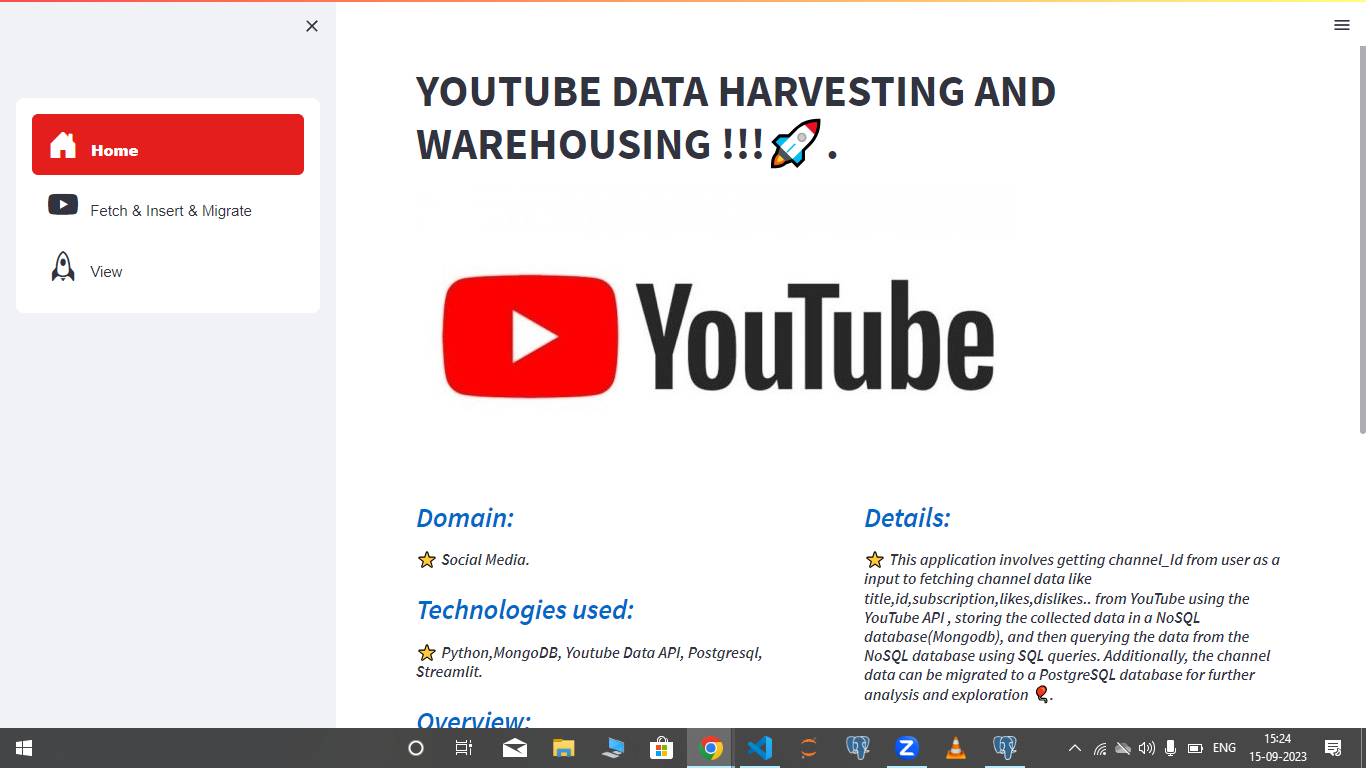 Home
Fetch & Insert & Migrate
View
YOUTUBE DATA HARVESTING AND
WAREHOUSING !!!🚀 .
YouTube
Domain:
⭐ Social Media.
Technologies used:
⭐ Python,MongoDB, Youtube Data API, Postgresql,
Streamlit.
Overview:
Details:
⭐ This application involves getting channel_Id from user as a
input to fetching channel data like
title,id,subscription,likes,dislikes.. from YouTube using the
YouTube API , storing the collected data in a NoSQL
database(Mongodb), and then querying the data from the
NoSQL database using SQL queries. Additionally, the channel
data can be migrated to a PostgreSQL database for further
analysis and exploration 🎈.
ENG
15:24
15-09-2023